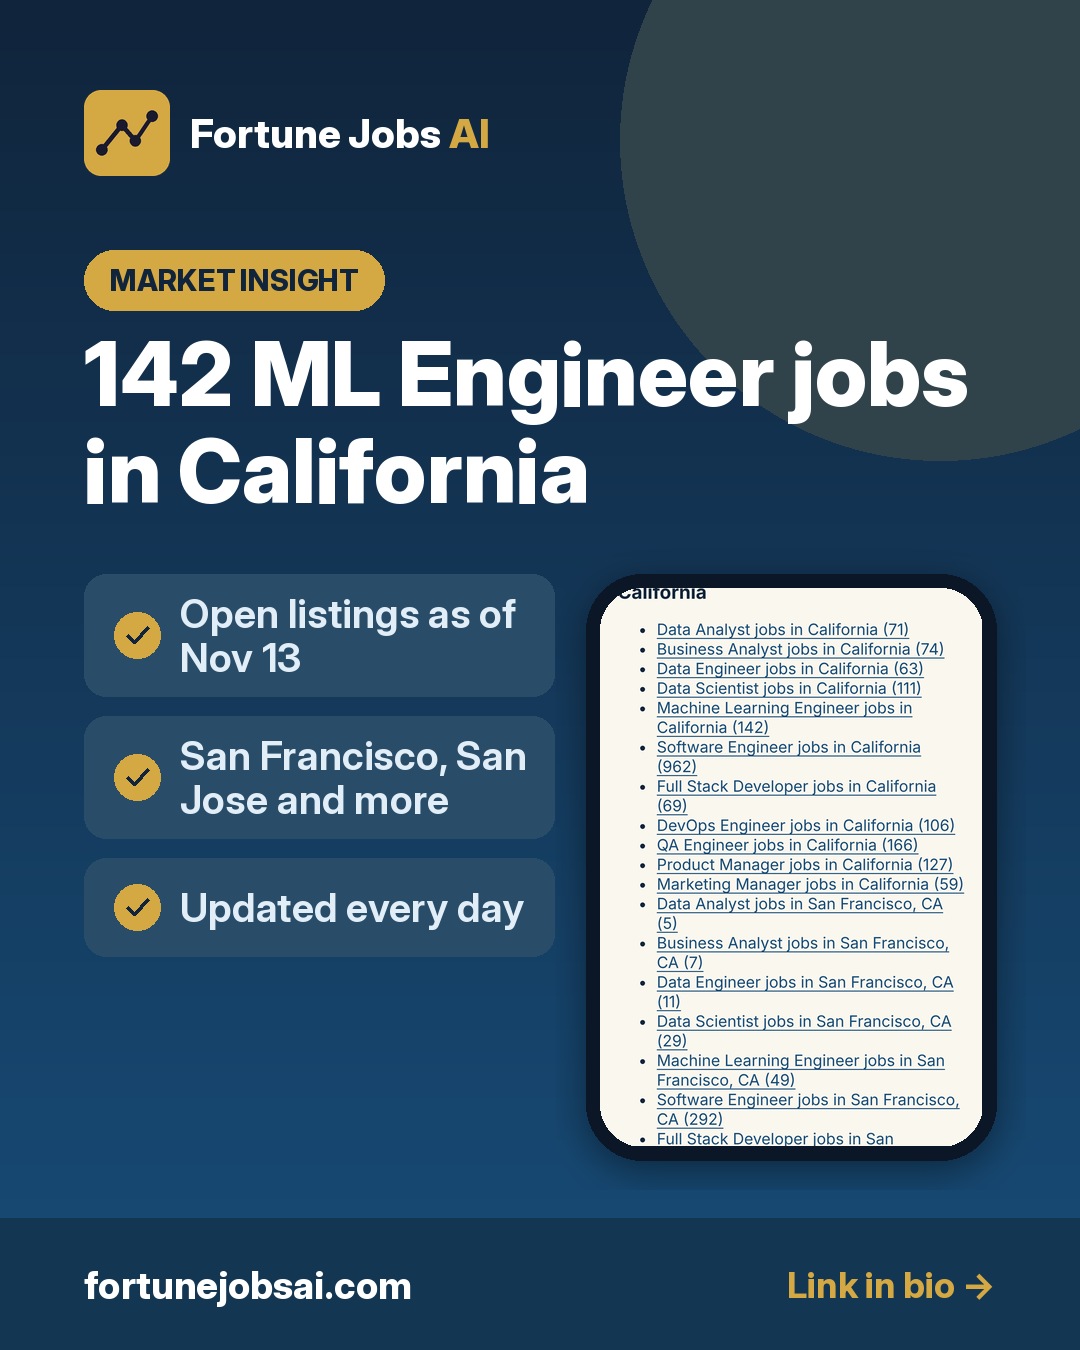 Fortune Jobs AI
MARKET INSIGHT
142 ML Engineer jobs
in California
Open listings as of
Nov 13
San Francisco, San
Jose and more
Updated every day
California
• Data Analyst jobs in California (71)
• Business Analyst jobs in California (74)
• Data Engineer jobs in California (63)
• Data Scientist jobs in California (111)
• Machine Learning Engineer jobs in
California (142)
• Software Engineer jobs in California
(962)
• Full Stack Developer jobs in California
(69)
• DevOps Engineer jobs in California (106)
• QA Engineer jobs in California (166)
• Product Manager jobs in California (127)
• Marketing Manager jobs in California (59)
• Data Analyst jobs in San Francisco, CA
(5)
• Business Analyst jobs in San Francisco,
CA (7)
• Data Engineer jobs in San Francisco, CA
(11)
• Data Scientist jobs in San Francisco, CA
(29)
• Machine Learning Engineer jobs in San
Francisco, CA (49)
• Software Engineer jobs in San Francisco,
CA (292)
• Full Stack Developer jobs in San
fortunejobsai.com
Link in bio →